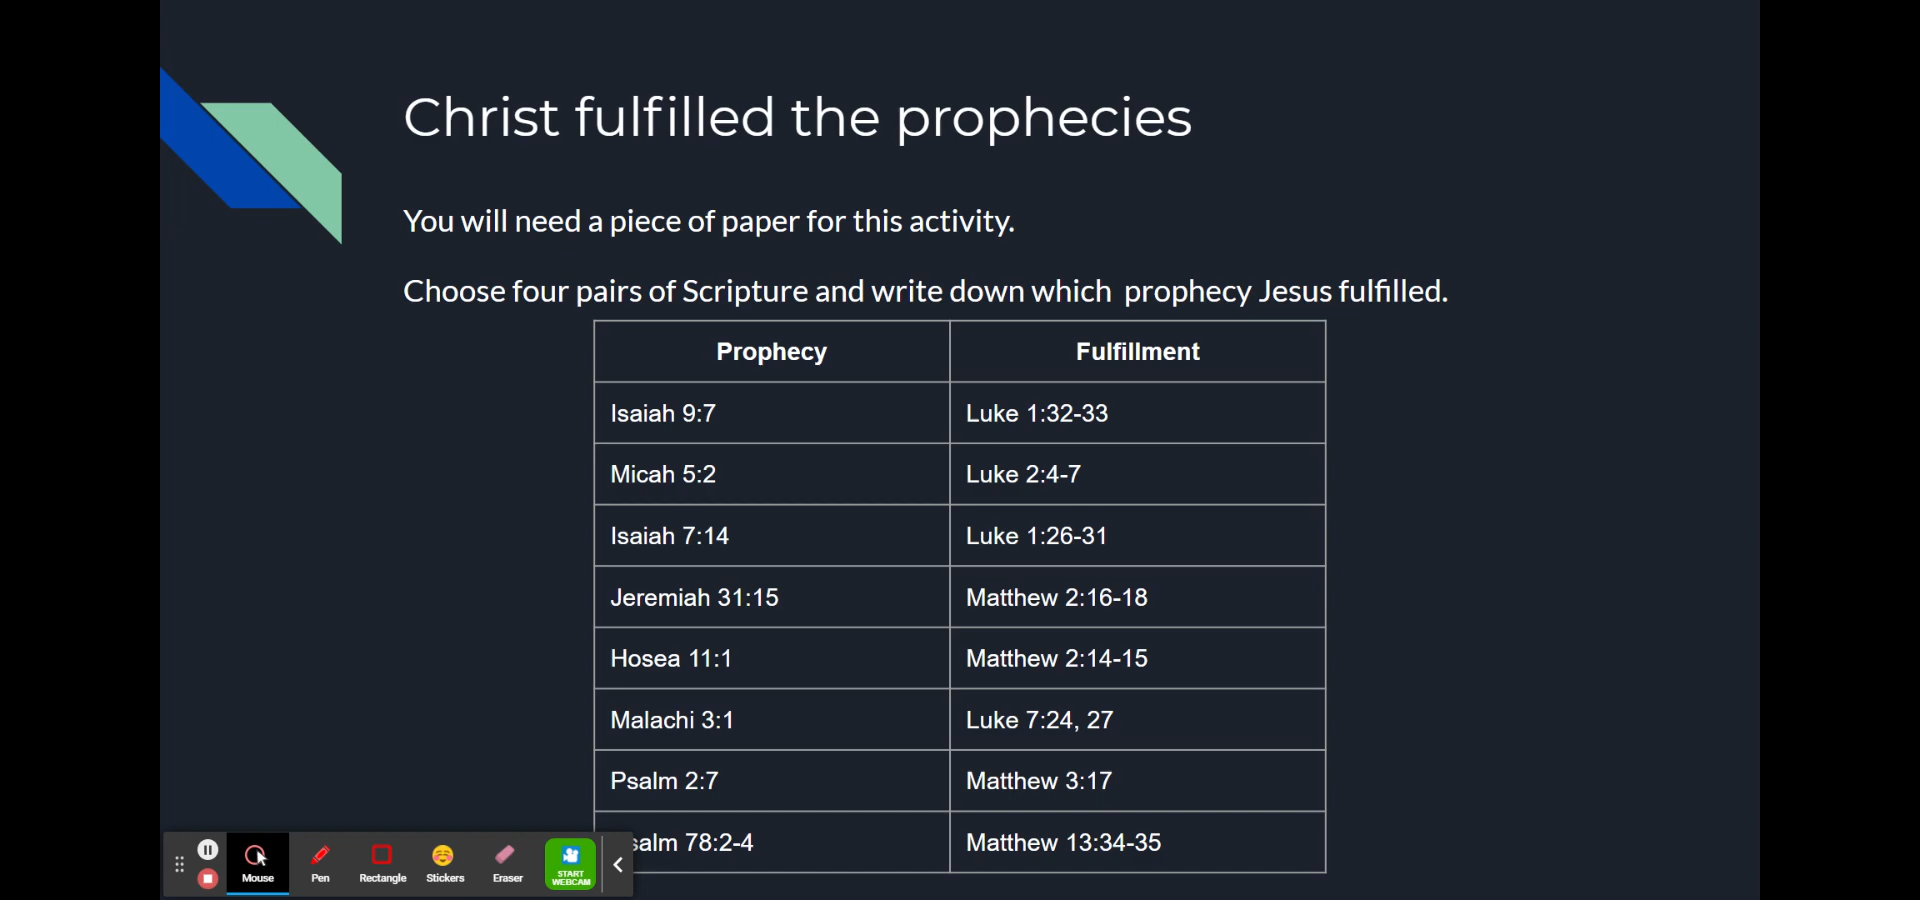 Christ fulfilled the prophecies
You will need a piece of paper for this activity.
Choose four pairs of Scripture and write down which prophecy Jesus fulfilled.
Prophecy Fulfillment
Isaiah 9:7 Luke 1:32-33
Micah 5:2 Luke 2:4-7
Isaiah 7:14 Luke 1:26-31
Jeremiah 31:15 Matthew 2:16-18
Hosea 11:1 Matthew 2:14-15
Malachi 3:1 Luke 7:24, 27
Psalm 2:7 Matthew 3:17
salm 78:2-4 Matthew 13:34-35
Mouse Pen Rectangle Stickers Eraser START
WEBCAM